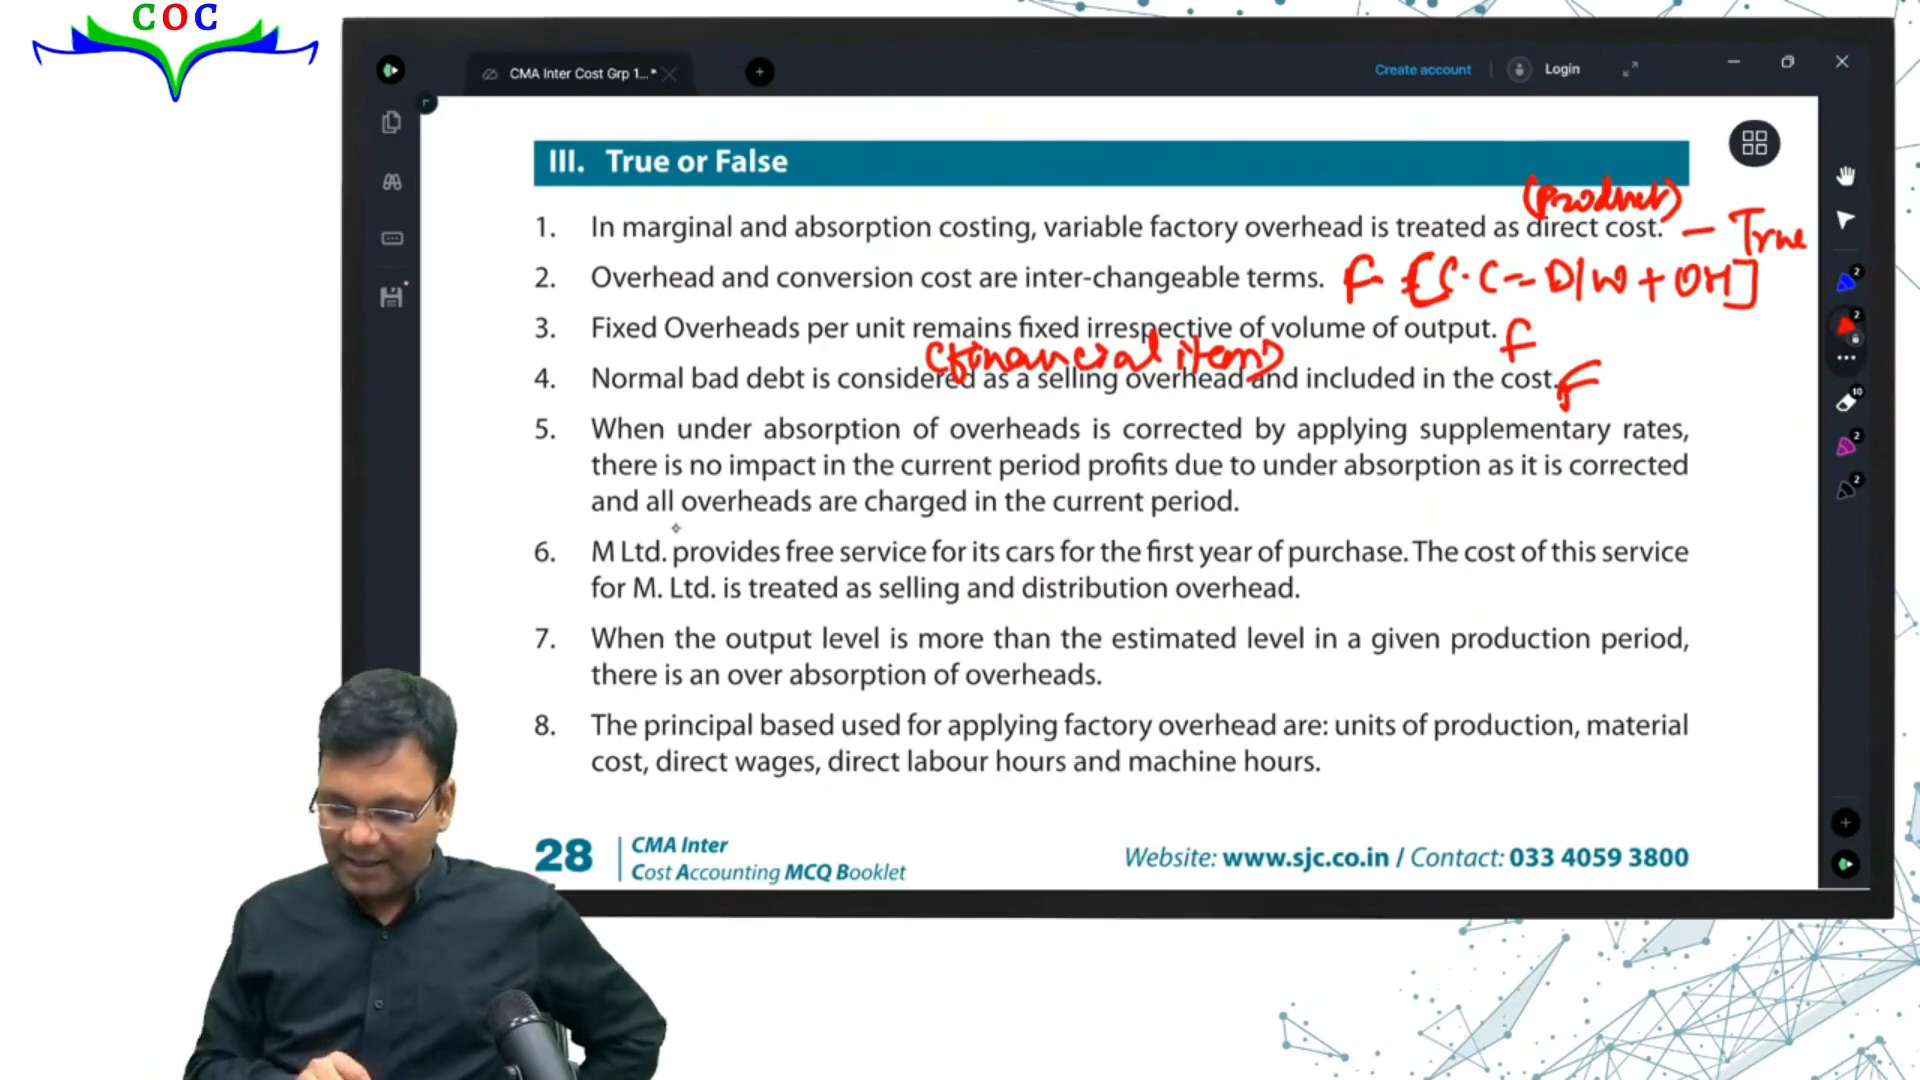 COC
CMA Inter Cost Grp 1...*
Create account
Login
III. True or False
(product)
1. In marginal and absorption costing, variable factory overhead is treated as direct cost. – True
2. Overhead and conversion cost are inter-changeable terms. F [C.C = D/W + OH]
3. Fixed Overheads per unit remains fixed irrespective of volume of output. F
(financial item)
4. Normal bad debt is considered as a selling overhead and included in the cost. F
5. When under absorption of overheads is corrected by applying supplementary rates,
there is no impact in the current period profits due to under absorption as it is corrected
and all overheads are charged in the current period.
6. M Ltd. provides free service for its cars for the first year of purchase. The cost of this service
for M. Ltd. is treated as selling and distribution overhead.
7. When the output level is more than the estimated level in a given production period,
there is an over absorption of overheads.
8. The principal based used for applying factory overhead are: units of production, material
cost, direct wages, direct labour hours and machine hours.
28
CMA Inter
Cost Accounting MCQ Booklet
Website: www.sjc.co.in / Contact: 033 4059 3800
2
2
10
2
2